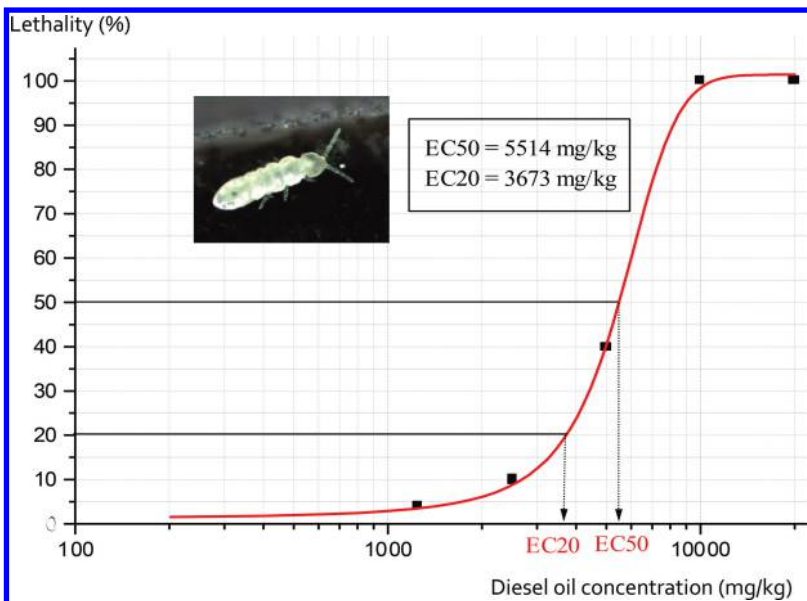 Lethality (%)
100
90
80
70
60
50
40
30
20
10
0
EC50 = 5514 mg/kg
EC20 = 3673 mg/kg
100
1000
EC20
EC50
10000
Diesel oil concentration (mg/kg)